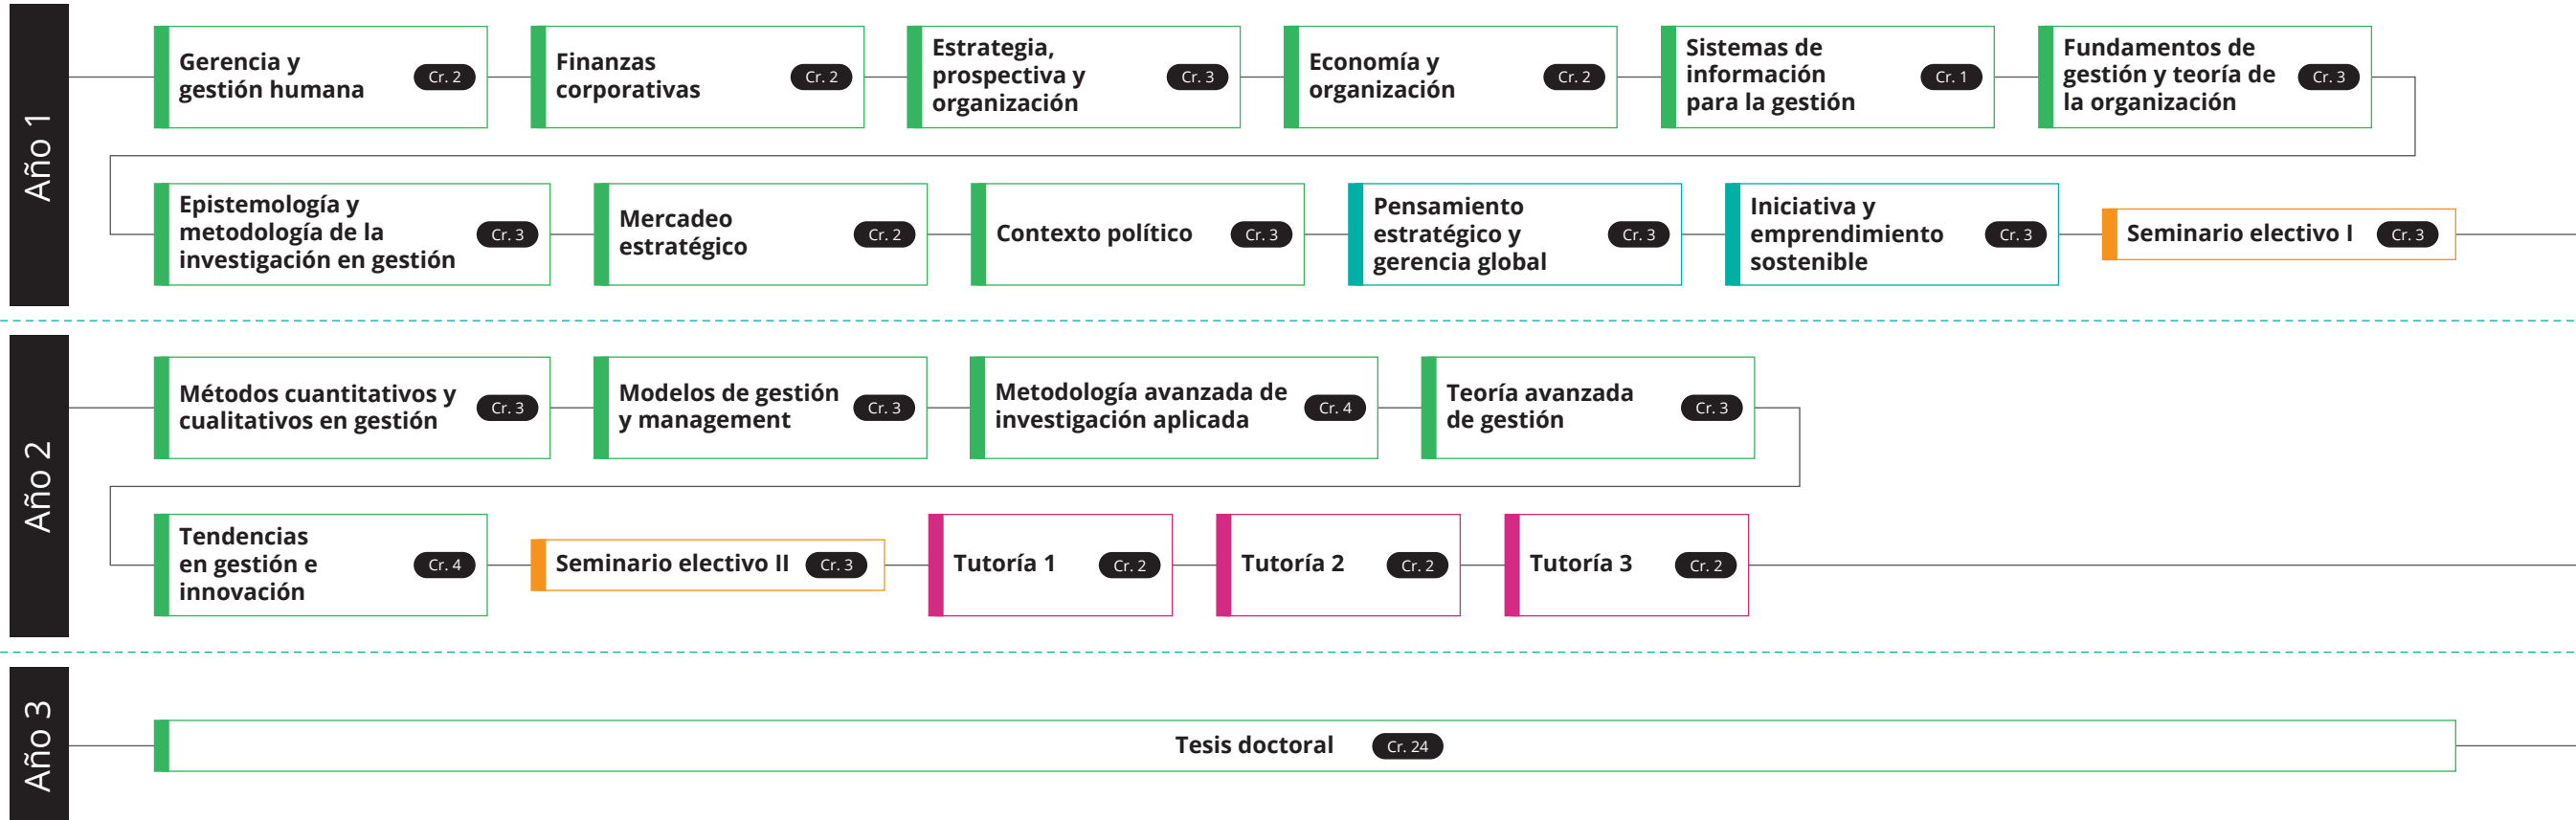 Año 1
Gerencia y
gestión humana
Cr. 2
Finanzas
corporativas
Cr. 2
Estrategia,
prospectiva y
organización
Cr. 3
Economía y
organización
Cr. 2
Sistemas de
información
para la gestión
Cr. 1
Fundamentos de
gestión y teoría de
la organización
Cr. 3
Epistemología y
metodología de la
investigación en gestión
Cr. 3
Mercadeo
estratégico
Cr. 2
Contexto político
Cr. 3
Pensamiento
estratégico y
gerencia global
Cr. 3
Iniciativa y
emprendimiento
sostenible
Cr. 3
Seminario electivo I
Cr. 3
Año 2
Métodos cuantitativos y
cualitativos en gestión
Cr. 3
Modelos de gestión
y management
Cr. 3
Metodología avanzada de
investigación aplicada
Cr. 4
Teoría avanzada
de gestión
Cr. 3
Tendencias
en gestión e
innovación
Cr. 4
Seminario electivo II
Cr. 3
Tutoría 1
Cr. 2
Tutoría 2
Cr. 2
Tutoría 3
Cr. 2
Año 3
Tesis doctoral
Cr. 24